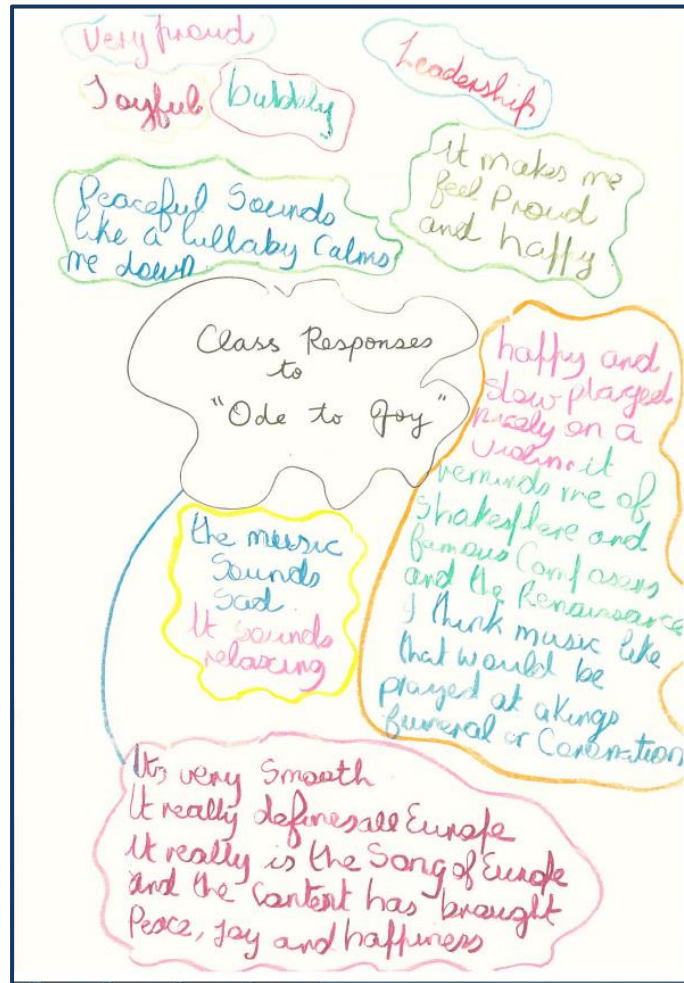 Very proud
Joyful
bubbly
Leadership
it makes me
feel Proud
and happy
Peaceful Sounds
like a lullaby Calms
me down
Class Responses
to
"Ode to Joy"
happy and
slow played
nicely on a
violin. it
reminds me of
Shakesphere and
famous Composers
and the Renaissance
I think music like
that would be
prayed at a kings
funeral or Coronation
the music
Sounds
Sad.
It sounds
relaxing
It, very Smooth
It really defines all Europe
it really is the Song of Europe
and the Content has brought
Peace, Joy and happiness